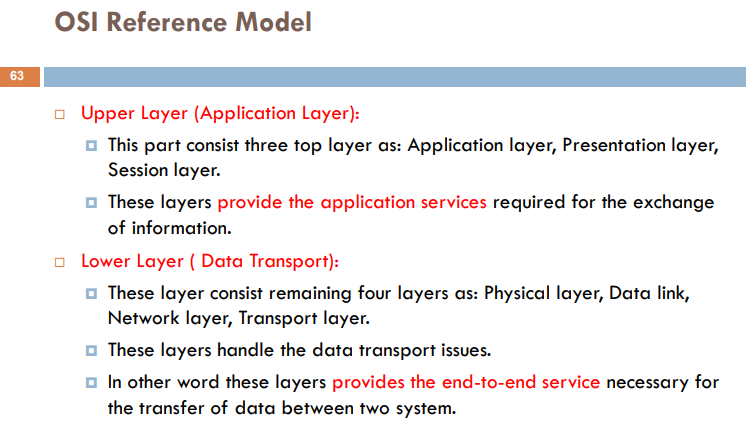 OSI Reference Model
63
Upper Layer (Application Layer):
This part consist three top layer as: Application layer, Presentation layer,
Session layer.
These layers provide the application services required for the exchange
of information.
Lower Layer ( Data Transport):
These layer consist remaining four layers as: Physical layer, Data link,
Network layer, Transport layer.
These layers handle the data transport issues.
In other word these layers provides the end-to-end service necessary for
the transfer of data between two system.